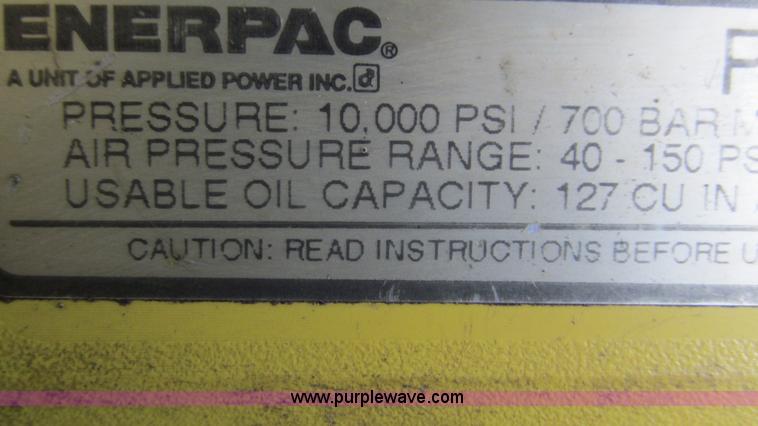 ENERPAC®
A UNIT OF APPLIED POWER INC.
PRESSURE: 10,000 PSI / 700 BAR
AIR PRESSURE RANGE: 40 - 150
USABLE OIL CAPACITY: 127 CU IN
CAUTION: READ INSTRUCTIONS BEFORE
www.purplewave.com